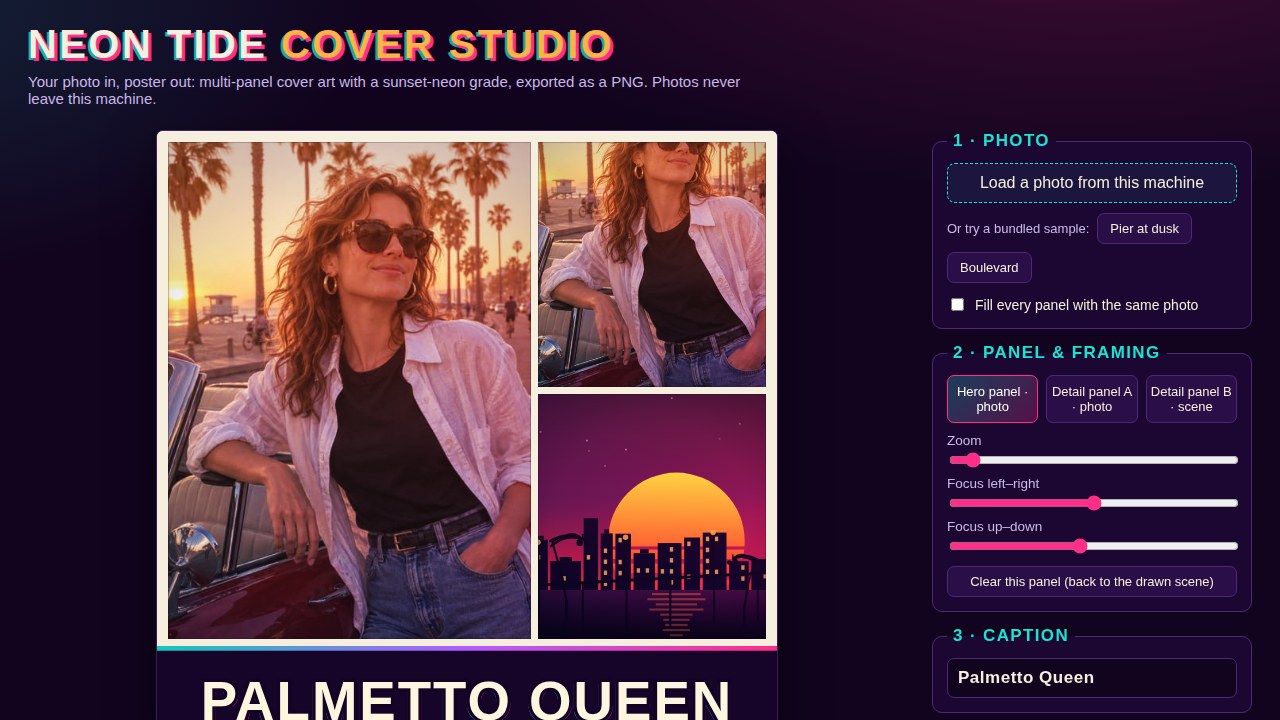 NEON TIDE COVER STUDIO
Your photo in, poster out: multi-panel cover art with a sunset-neon grade, exported as a PNG. Photos never
leave this machine.
1 · PHOTO
Load a photo from this machine
Or try a bundled sample: Pier at dusk
Boulevard
Fill every panel with the same photo
2 · PANEL & FRAMING
Hero panel ·
photo
Detail panel A
· photo
Detail panel B
· scene
Zoom
Focus left–right
Focus up–down
Clear this panel (back to the drawn scene)
3 · CAPTION
Palmetto Queen
PALMETTO QUEEN